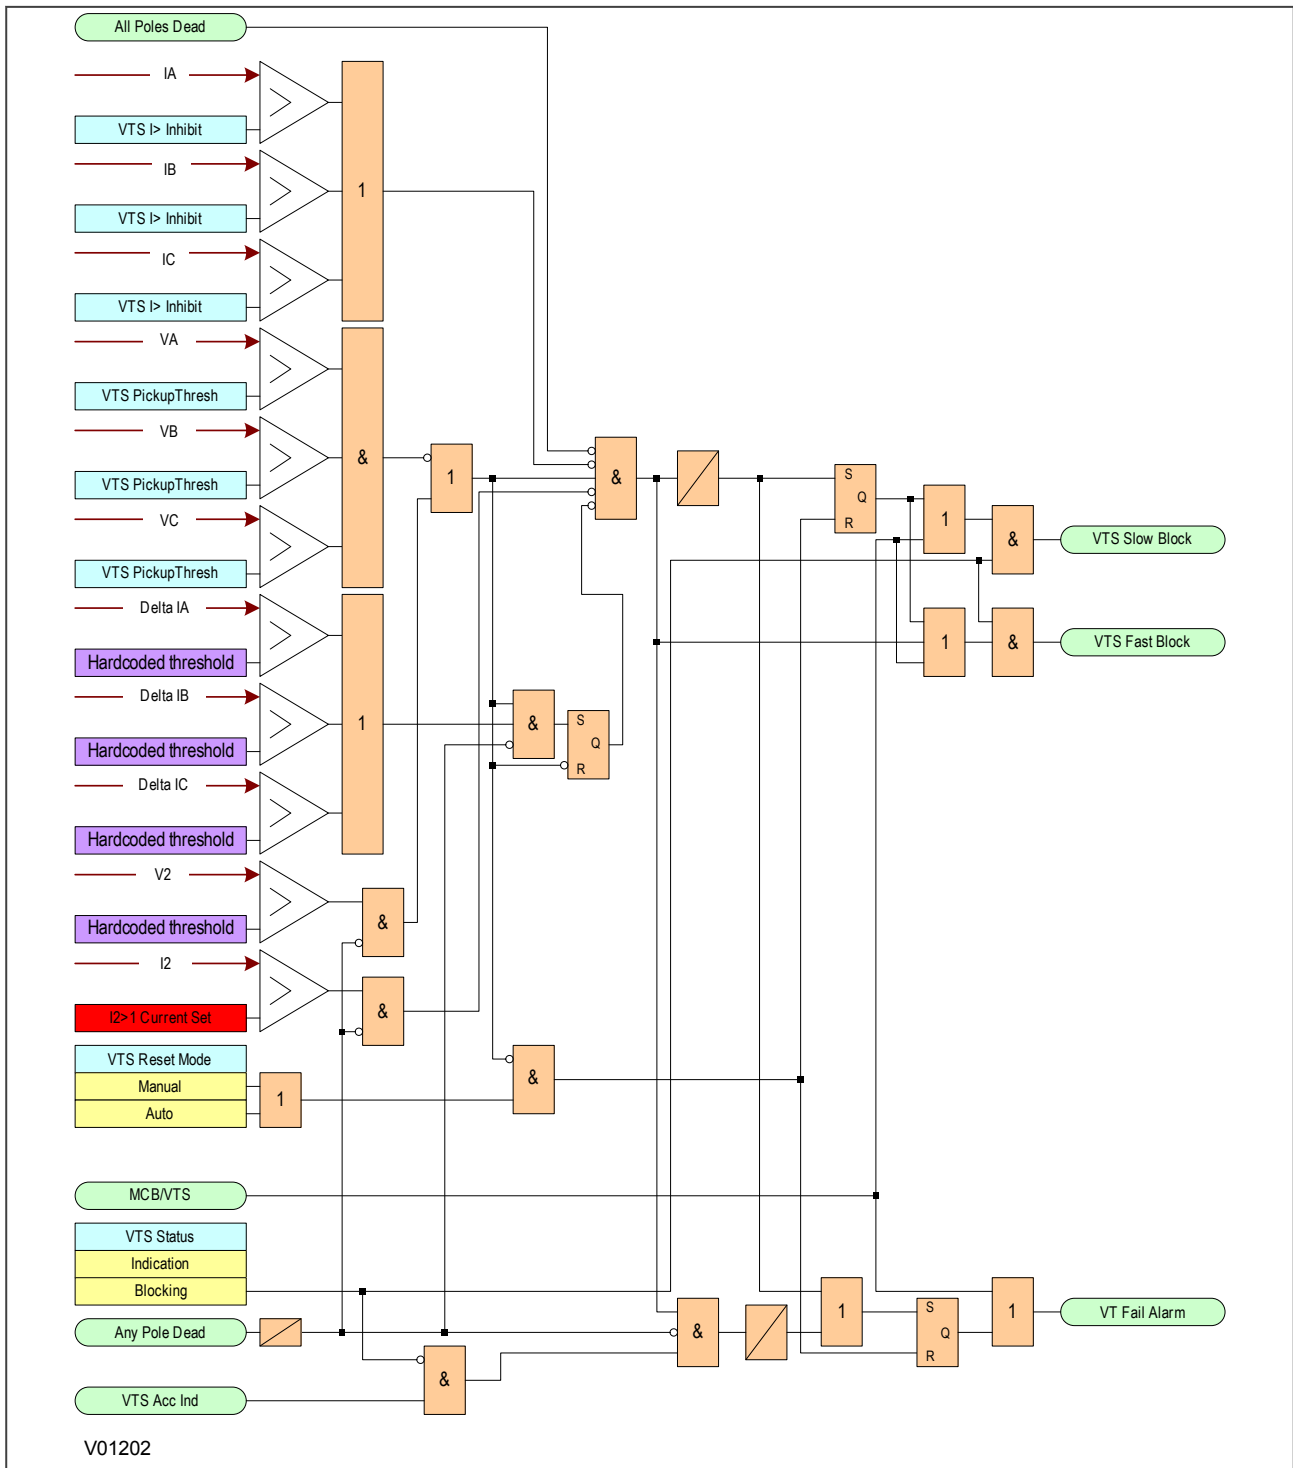 All Poles Dead
IA
VTS I> Inhibit
IB
VTS I> Inhibit
1
IC
VTS I> Inhibit
VA
VTS PickupThresh
VB
VTS PickupThresh
&
1
VC
VTS PickupThresh
&
S
Q
R
1
&
VTS Slow Block
Delta IA
Hardcoded threshold
1
&
VTS Fast Block
Delta IB
Hardcoded threshold
1
&
S
Q
R
Delta IC
Hardcoded threshold
V2
Hardcoded threshold
&
I2
I2>1 Current Set
&
VTS Reset Mode
Manual
Auto
1
&
MCB/VTS
VTS Status
Indication
Blocking
Any Pole Dead
&
1
S
Q
R
1
VT Fail Alarm
VTS Acc Ind
&
V01202